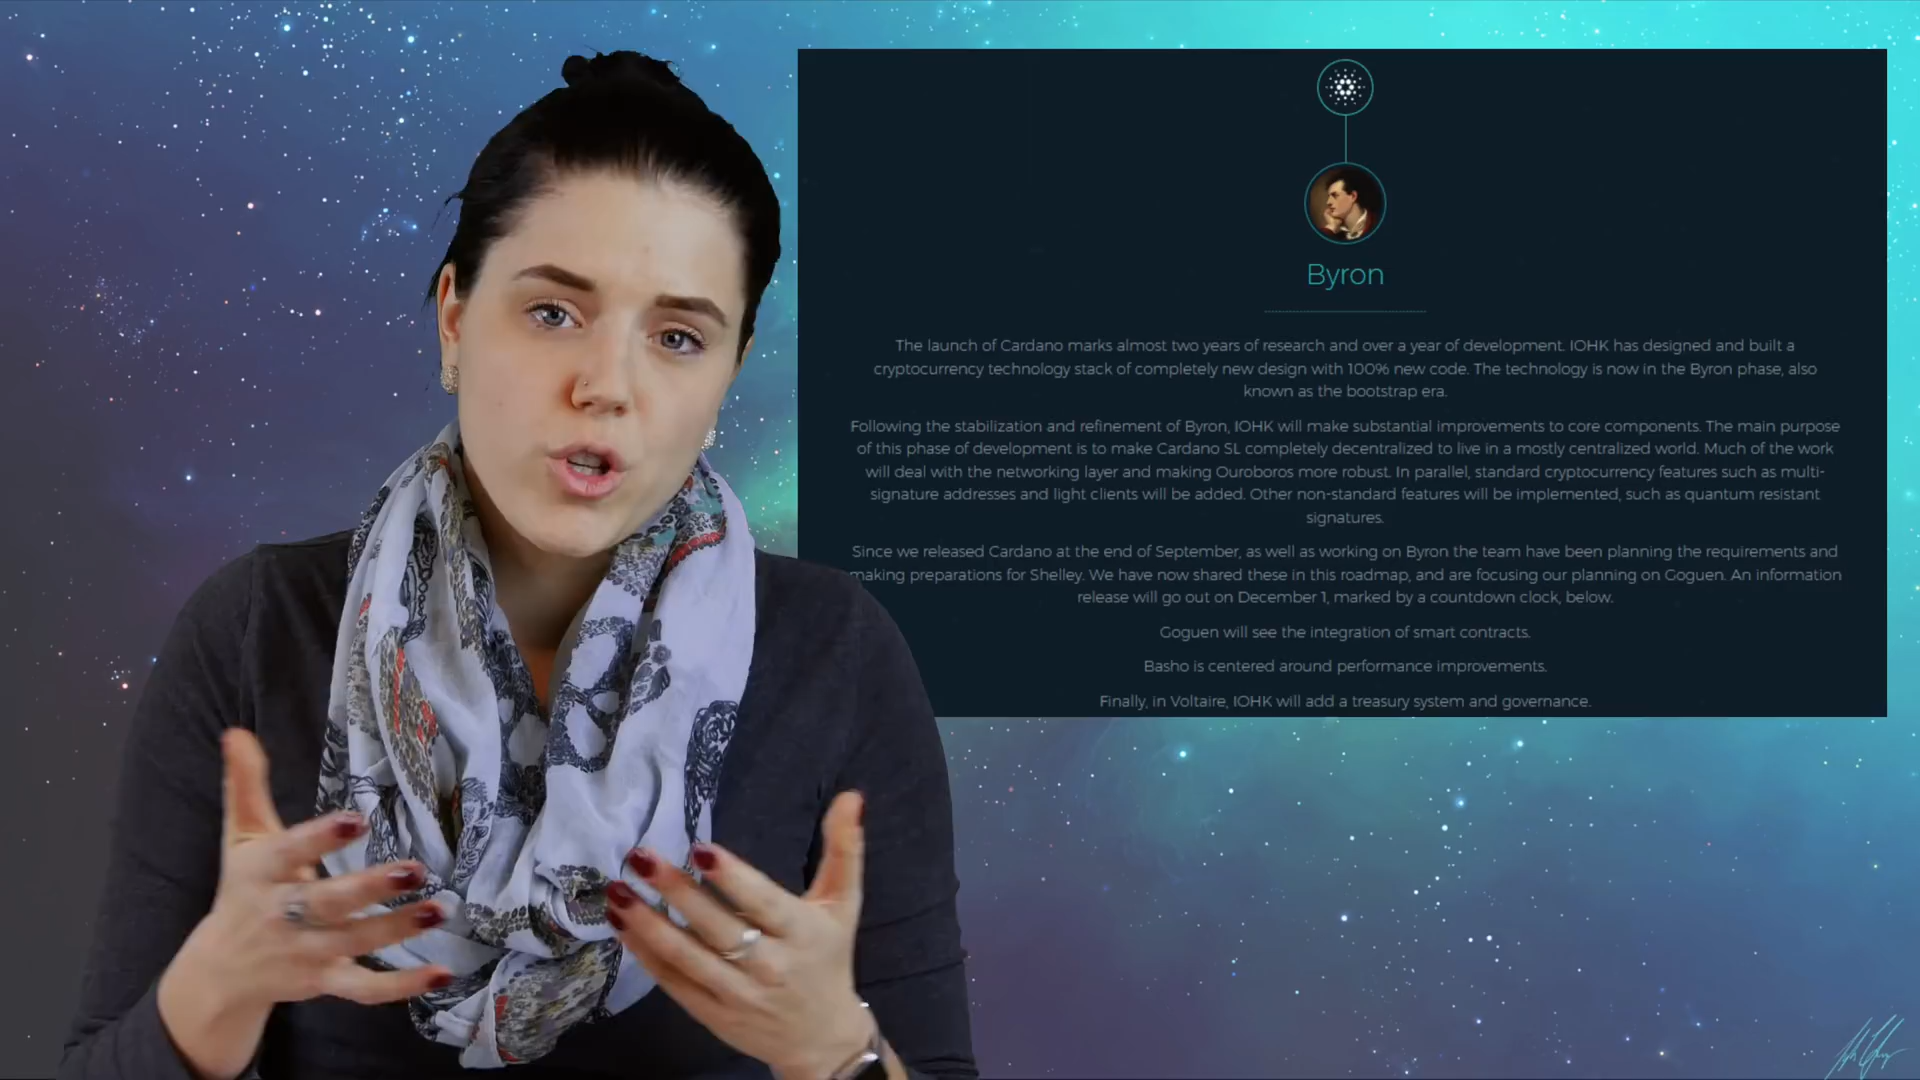 Byron
The launch of Cardano marks almost two years of research and over a year of development. IOHK has designed and built a
cryptocurrency technology stack of completely new design with 100% new code. The technology is now in the Byron phase, also
known as the bootstrap era.
Following the stabilization and refinement of Byron, IOHK will make substantial improvements to core components. The main purpose
of this phase of development is to make Cardano SL completely decentralized to live in a mostly centralized world. Much of the work
will deal with the networking layer and making Ouroboros more robust. In parallel, standard cryptocurrency features such as multi-
signature addresses and light clients will be added. Other non-standard features will be implemented, such as quantum resistant
signatures.
Since we released Cardano at the end of September, as well as working on Byron the team have been planning the requirements and
making preparations for Shelley. We have now shared these in this roadmap, and are focusing our planning on Goguen. An information
release will go out on December 1, marked by a countdown clock, below.
Goguen will see the integration of smart contracts.
Basho is centered around performance improvements.
Finally, in Voltaire, IOHK will add a treasury system and governance.